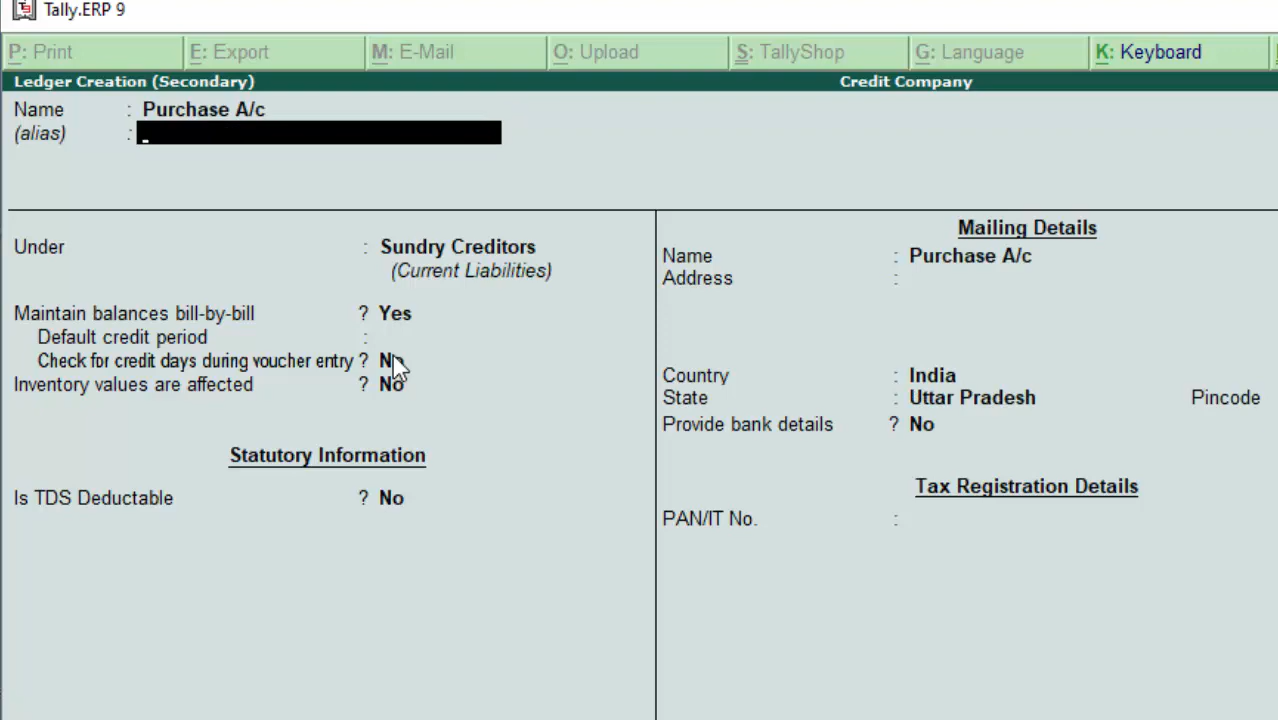 Tally.ERP 9
P: Print E: Export M: E-Mail O: Upload S: TallyShop G: Language K: Keyboard
Ledger Creation (Secondary) Credit Company
Name : Purchase A/c
(alias) :
Under : Sundry Creditors
(Current Liabilities)
Maintain balances bill-by-bill ? Yes
Default credit period :
Check for credit days during voucher entry ? No
Inventory values are affected ? No
Statutory Information
Is TDS Deductable ? No
Mailing Details
Name : Purchase A/c
Address :
Country : India
State : Uttar Pradesh Pincode
Provide bank details ? No
Tax Registration Details
PAN/IT No. :